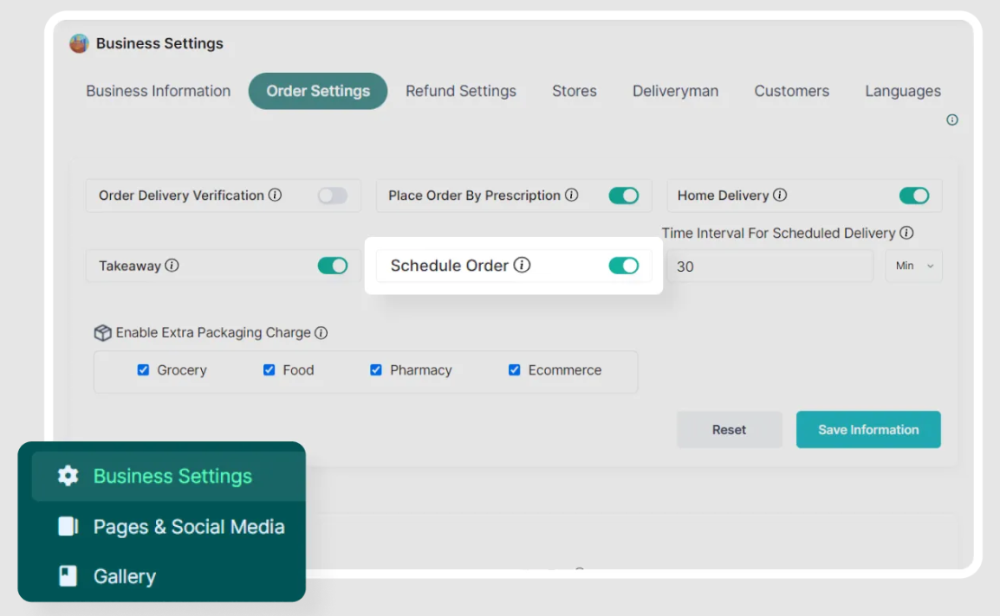 Business Settings
Business Information Order Settings Refund Settings Stores Deliveryman Customers Languages
Order Delivery Verification Place Order By Prescription Home Delivery
Time Interval For Scheduled Delivery
Takeaway Schedule Order 30 Min
Enable Extra Packaging Charge
Grocery Food Pharmacy Ecommerce
Reset Save Information
Business Settings
Pages & Social Media
Gallery